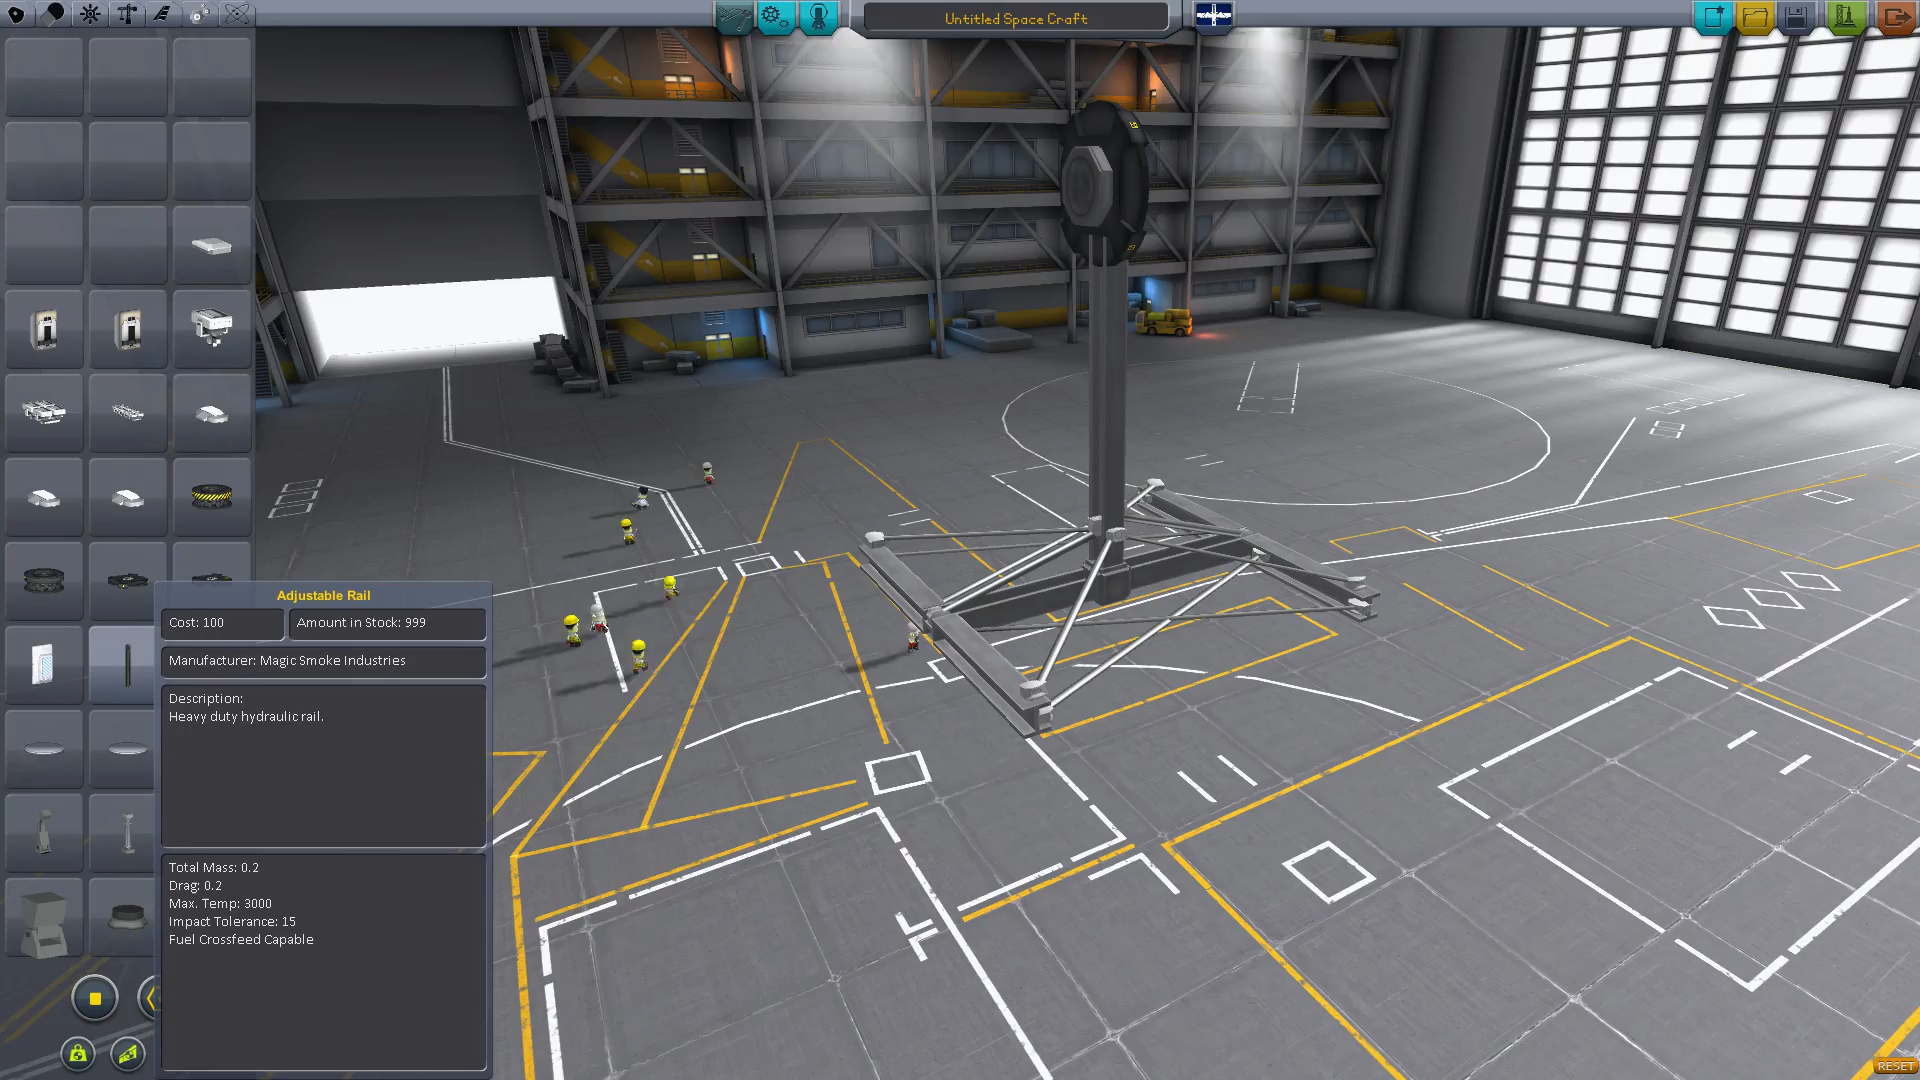 Untitled Space Craft
Adjustable Rail
Cost: 100
Amount in Stock: 999
Manufacturer: Magic Smoke Industries
Description:
Heavy duty hydraulic rail.
Total Mass: 0.2
Drag: 0.2
Max. Temp: 3000
Impact Tolerance: 15
Fuel Crossfeed Capable
RESET